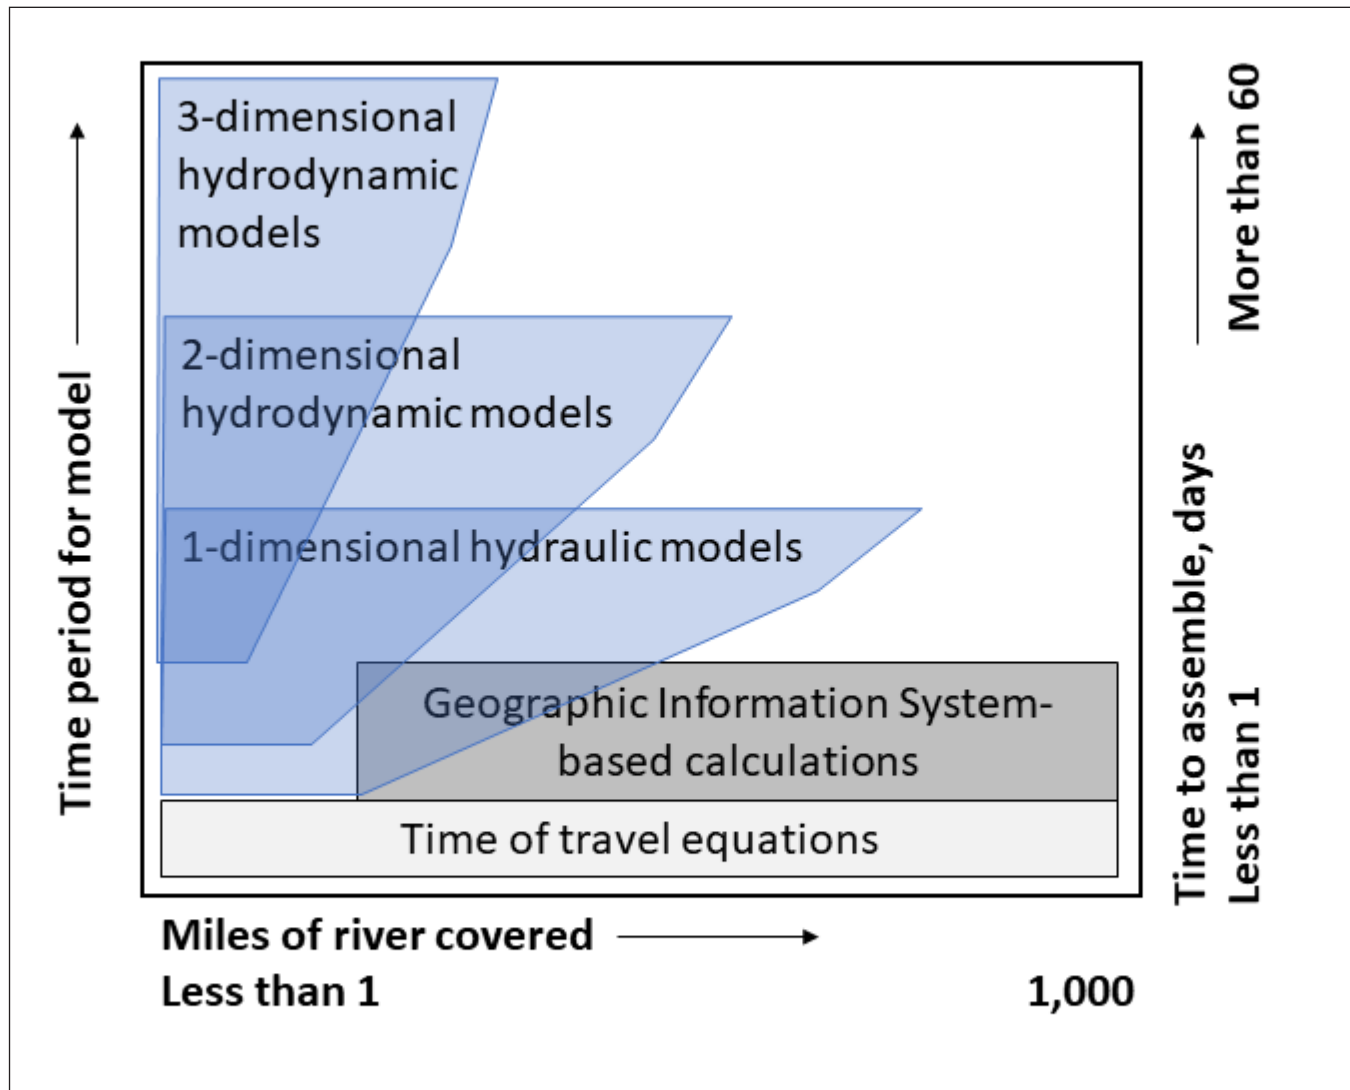 3-dimensional
hydrodynamic
models
2-dimensional
hydrodynamic models
1-dimensional hydraulic models
Geographic Information System-
based calculations
Time of travel equations
Time period for model
Time to assemble, days
Less than 1
More than 60
Miles of river covered
Less than 1
1,000